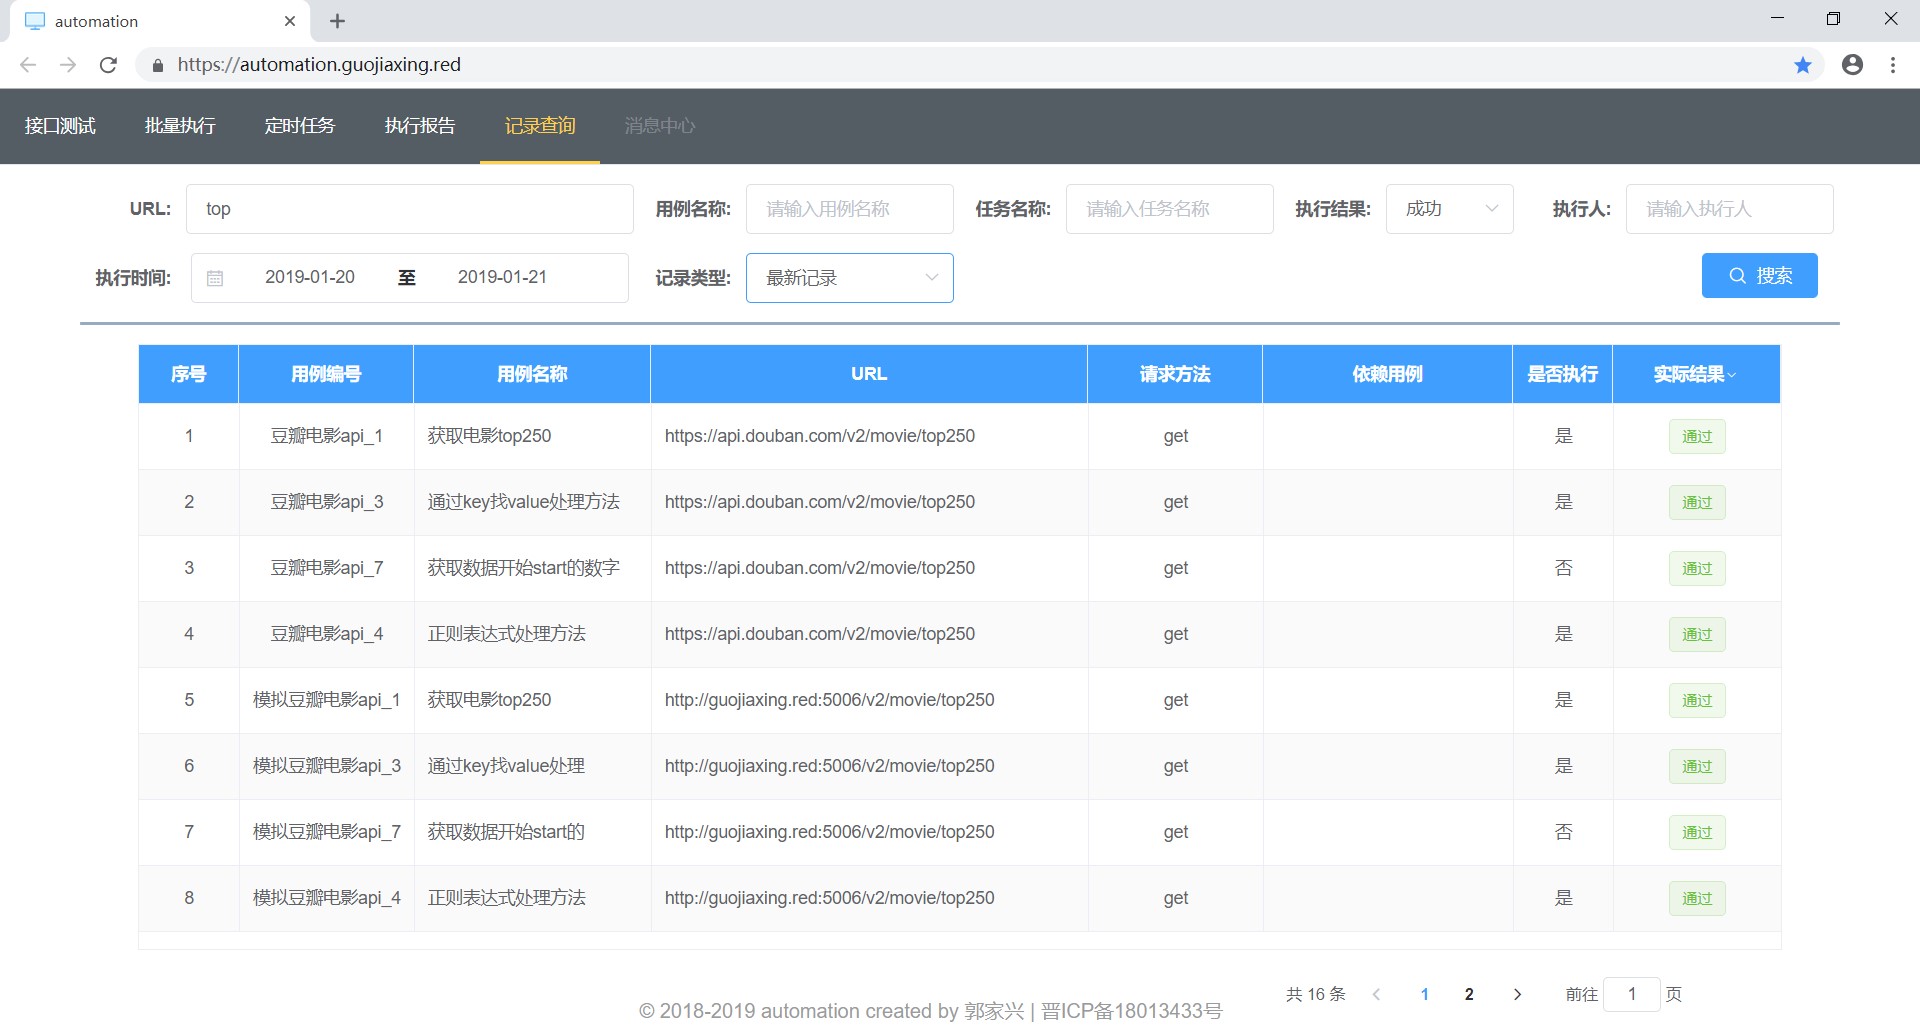 automation
https://automation.guojiaxing.red
接口测试 批量执行 定时任务 执行报告 记录查询 消息中心
URL: top 用例名称: 请输入用例名称 任务名称: 请输入任务名称 执行结果: 成功 执行人: 请输入执行人
执行时间: 2019-01-20 至 2019-01-21 记录类型: 最新记录 搜索
序号 用例编号 用例名称 URL 请求方法 依赖用例 是否执行 实际结果
1 豆瓣电影api_1 获取电影top250 https://api.douban.com/v2/movie/top250 get 是 通过
2 豆瓣电影api_3 通过key找value处理方法 https://api.douban.com/v2/movie/top250 get 是 通过
3 豆瓣电影api_7 获取数据开始start的数字 https://api.douban.com/v2/movie/top250 get 否 通过
4 豆瓣电影api_4 正则表达式处理方法 https://api.douban.com/v2/movie/top250 get 是 通过
5 模拟豆瓣电影api_1 获取电影top250 http://guojiaxing.red:5006/v2/movie/top250 get 是 通过
6 模拟豆瓣电影api_3 通过key找value处理 http://guojiaxing.red:5006/v2/movie/top250 get 是 通过
7 模拟豆瓣电影api_7 获取数据开始start的 http://guojiaxing.red:5006/v2/movie/top250 get 否 通过
8 模拟豆瓣电影api_4 正则表达式处理方法 http://guojiaxing.red:5006/v2/movie/top250 get 是 通过
共 16 条 1 2 前往 1 页
© 2018-2019 automation created by 郭家兴 | 晋ICP备18013433号